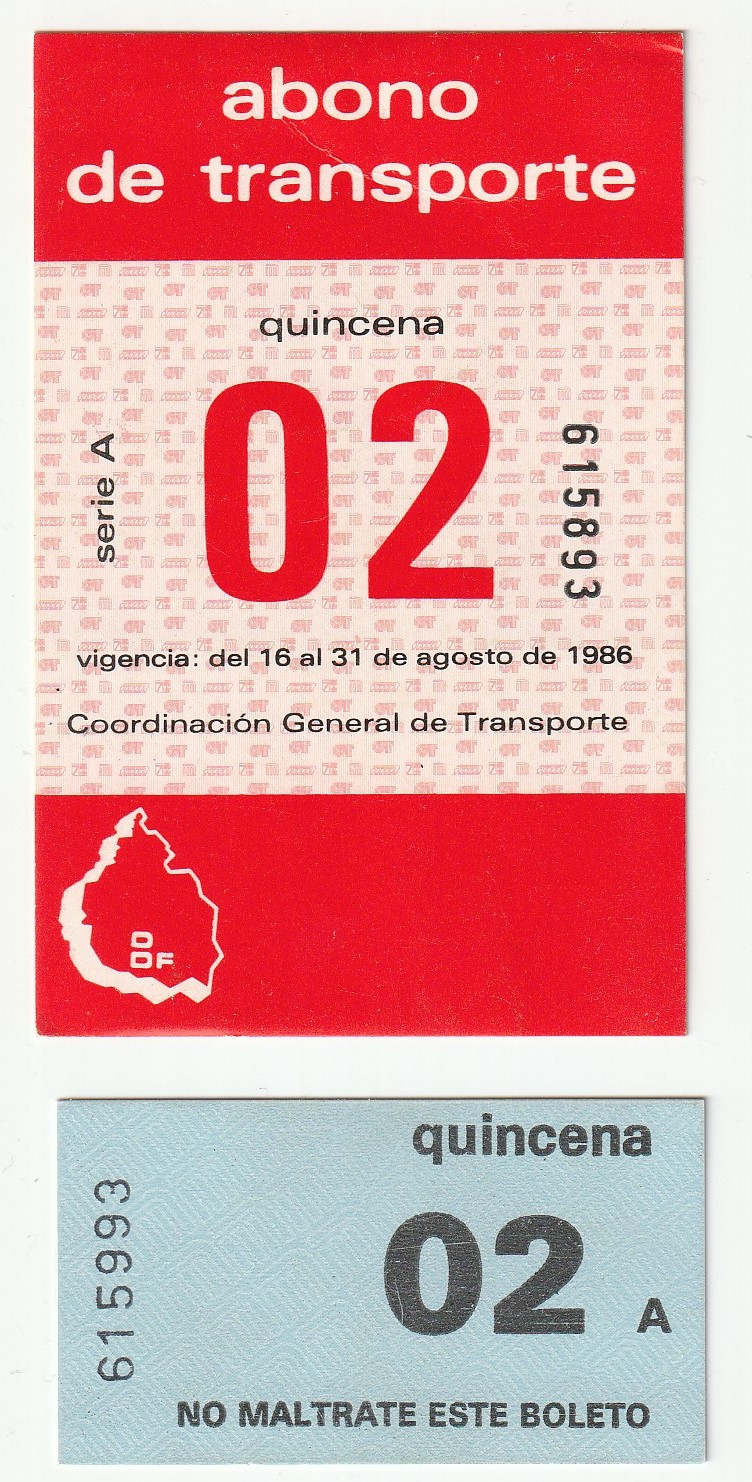 abono
de transporte
quincena
02
serie A
615893
vigencia: del 16 al 31 de agosto de 1986
Coordinación General de Transporte
D
DF
quincena
02
A
615993
NO MALTRATE ESTE BOLETO